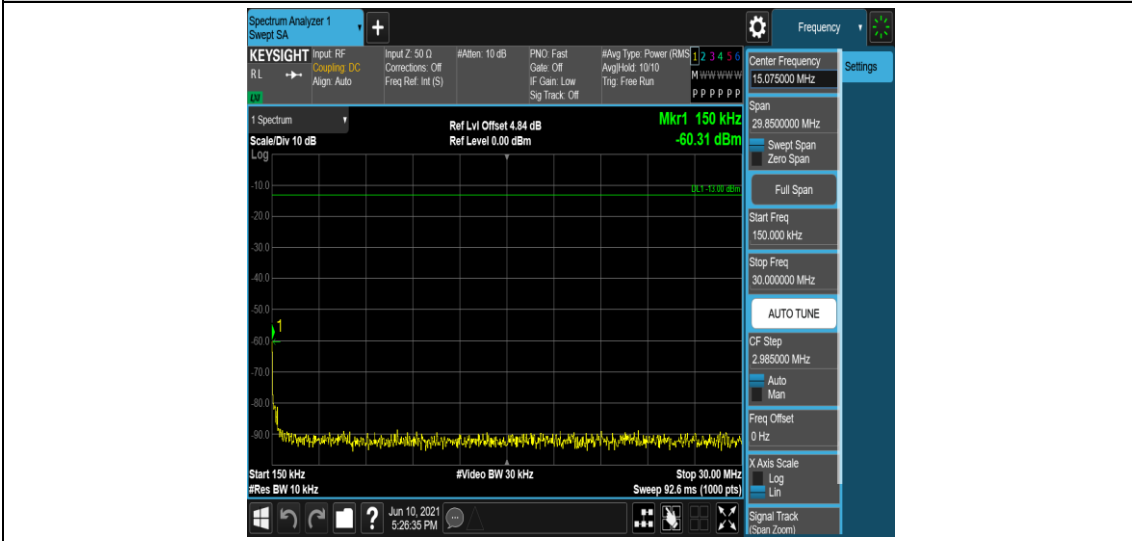 Spectrum Analyzer 1
Swept SA
+
Frequency
KEYSIGHT
RL
Input: RF
Coupling: DC
Align: Auto
Input Z: 50 Ω
Corrections: Off
Freq Ref: Int (S)
#Atten: 10 dB
PNO: Fast
Gate: Off
IF Gain: Low
Sig Track: Off
#Avg Type: Power (RMS
Avg|Hold: 10/10
Trig: Free Run
1 2 3 4 5 6
M W W W W W
P P P P P P
Center Frequency
15.075000 MHz
Settings
Span
29.8500000 MHz
Swept Span
Zero Span
Full Span
Start Freq
150.000 kHz
Stop Freq
30.000000 MHz
AUTO TUNE
CF Step
2.985000 MHz
Auto
Man
Freq Offset
0 Hz
X Axis Scale
Log
Lin
Signal Track
(Span Zoom)
1 Spectrum
Scale/Div 10 dB
Log
Ref Lvl Offset 4.84 dB
Ref Level 0.00 dBm
Mkr1 150 kHz
-60.31 dBm
DL1 -13.00 dBm
-10.0
-20.0
-30.0
-40.0
-50.0
1
-60.0
-70.0
-80.0
-90.0
Start 150 kHz
#Video BW 30 kHz
Stop 30.00 MHz
#Res BW 10 kHz
Sweep 92.6 ms (1000 pts)
?
Jun 10, 2021
5:26:35 PM